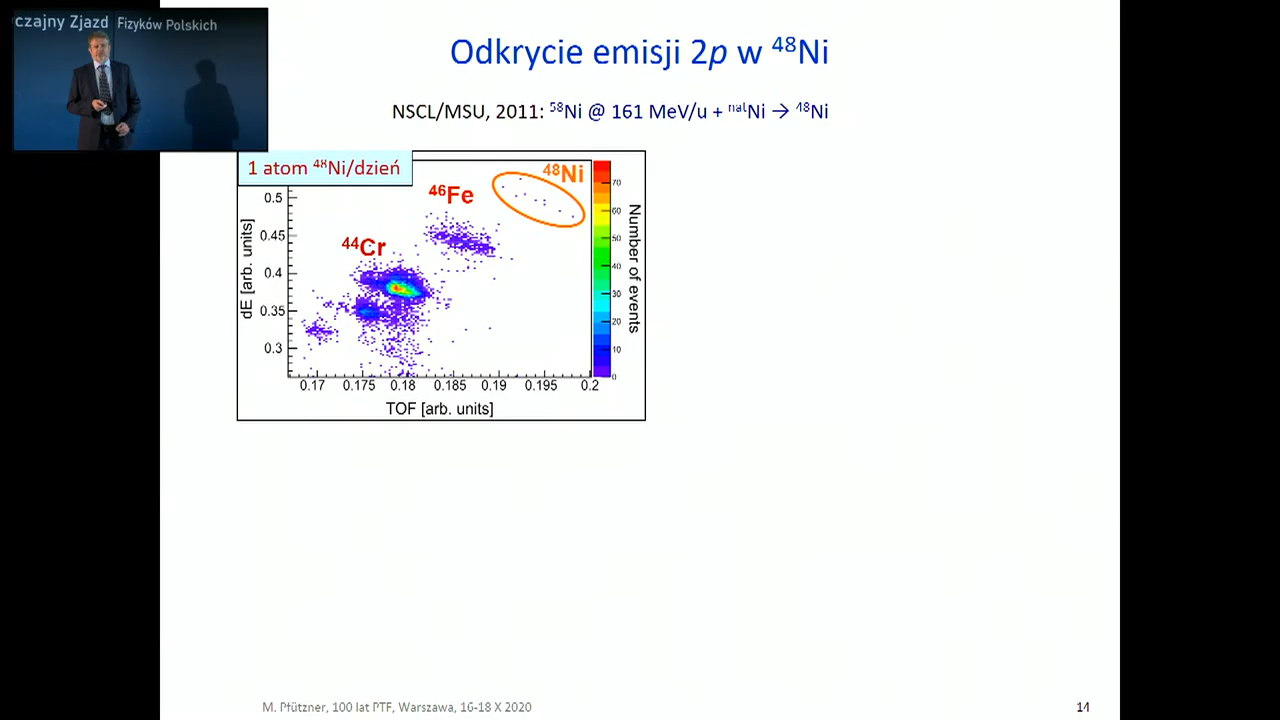 czajny Zjazd Fizyków Polskich
Odkrycie emisji 2p w ⁴⁸Ni
NSCL/MSU, 2011: ⁵⁸Ni @ 161 MeV/u + ⁿᵃᵗNi → ⁴⁸Ni
1 atom ⁴⁸Ni/dzień
⁴⁸Ni
⁴⁶Fe
⁴⁴Cr
dE [arb. units]
0.5
0.45
0.4
0.35
0.3
0.17 0.175 0.18 0.185 0.19 0.195 0.2
TOF [arb. units]
70
60
50
40
30
20
10
0
Number of events
M. Pfützner, 100 lat PTF, Warszawa, 16-18 X 2020
14